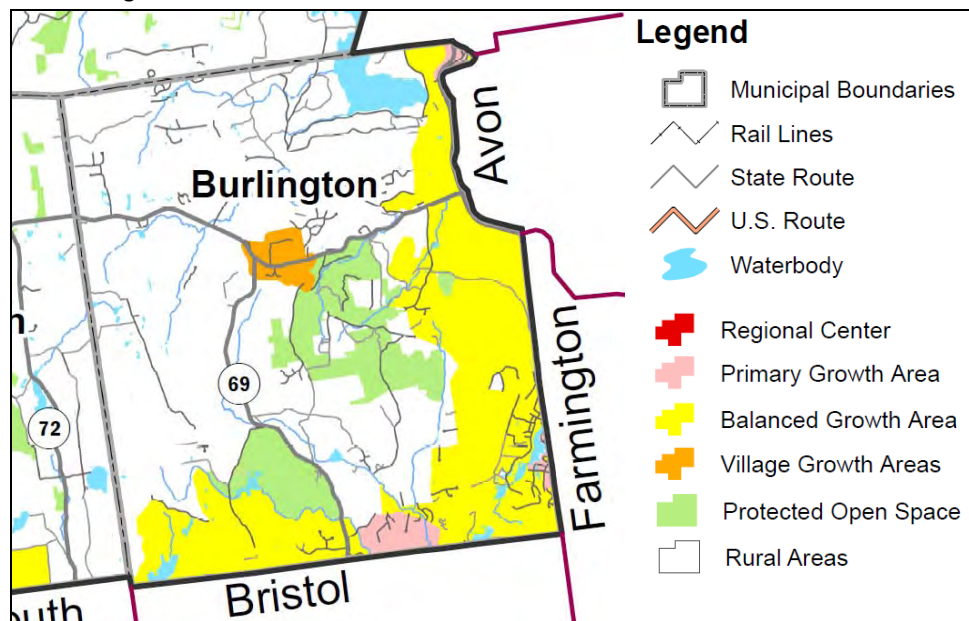 Legend
Municipal Boundaries
Rail Lines
State Route
U.S. Route
Waterbody
Regional Center
Primary Growth Area
Balanced Growth Area
Village Growth Areas
Protected Open Space
Rural Areas
Avon
Burlington
69
72
Farmington
Bristol
outh